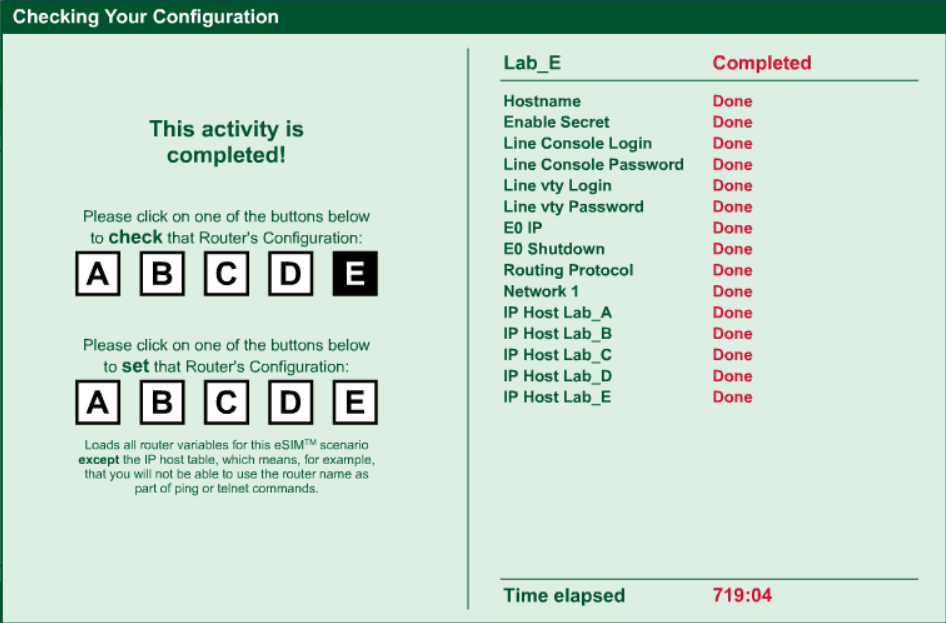 Checking Your Configuration
This activity is
completed!
Please click on one of the buttons below
to check that Router's Configuration:
A B C D E
Please click on one of the buttons below
to set that Router's Configuration:
A B C D E
Loads all router variables for this eSIM™ scenario
except the IP host table, which means, for example,
that you will not be able to use the router name as
part of ping or telnet commands.
Lab_E Completed
Hostname Done
Enable Secret Done
Line Console Login Done
Line Console Password Done
Line vty Login Done
Line vty Password Done
E0 IP Done
E0 Shutdown Done
Routing Protocol Done
Network 1 Done
IP Host Lab_A Done
IP Host Lab_B Done
IP Host Lab_C Done
IP Host Lab_D Done
IP Host Lab_E Done
Time elapsed 719:04